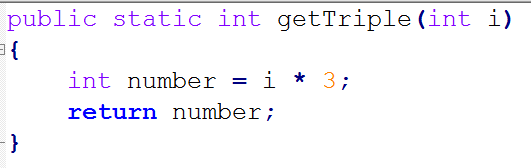 public static int getTriple(int i)
{
    int number = i * 3;
    return number;
}